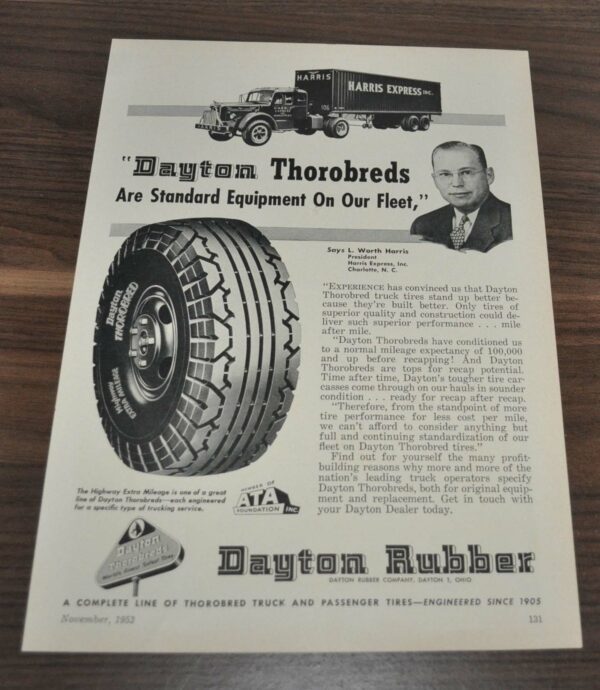 HARRIS
HARRIS EXPRESS INC.
"Dayton Thorobreds
Are Standard Equipment On Our Fleet,"
Says L. Worth Harris
President
Harris Express, Inc.
Charlotte, N. C.
Dayton
THOROBRED
Highway
EXTRA MILEAGE
"EXPERIENCE has convinced us that Dayton
Thorobred truck tires stand up better be-
cause they're built better. Only tires of
superior quality and construction could de-
liver such superior performance . . . mile
after mile.
"Dayton Thorobreds have conditioned us
to a normal mileage expectancy of 100,000
and up before recapping! And Dayton
Thorobreds are tops for recap potential.
Time after time, Dayton's tougher tire car-
casses come through on our hauls in sounder
condition . . . ready for recap after recap.
"Therefore, from the standpoint of more
tire performance for less cost per mile,
we can't afford to consider anything but
full and continuing standardization of our
fleet on Dayton Thorobred tires."
Find out for yourself the many profit-
building reasons why more and more of the
nation's leading truck operators specify
Dayton Thorobreds, both for original equip-
ment and replacement. Get in touch with
your Dayton Dealer today.
The Highway Extra Mileage is one of a great
line of Dayton Thorobreds—each engineered
for a specific type of trucking service.
MEMBER OF
ATA
FOUNDATION INC.
Dayton
Thorobreds
Dayton Rubber
DAYTON RUBBER COMPANY, DAYTON 1, OHIO
A COMPLETE LINE OF THOROBRED TRUCK AND PASSENGER TIRES—ENGINEERED SINCE 1905
November, 1953
131